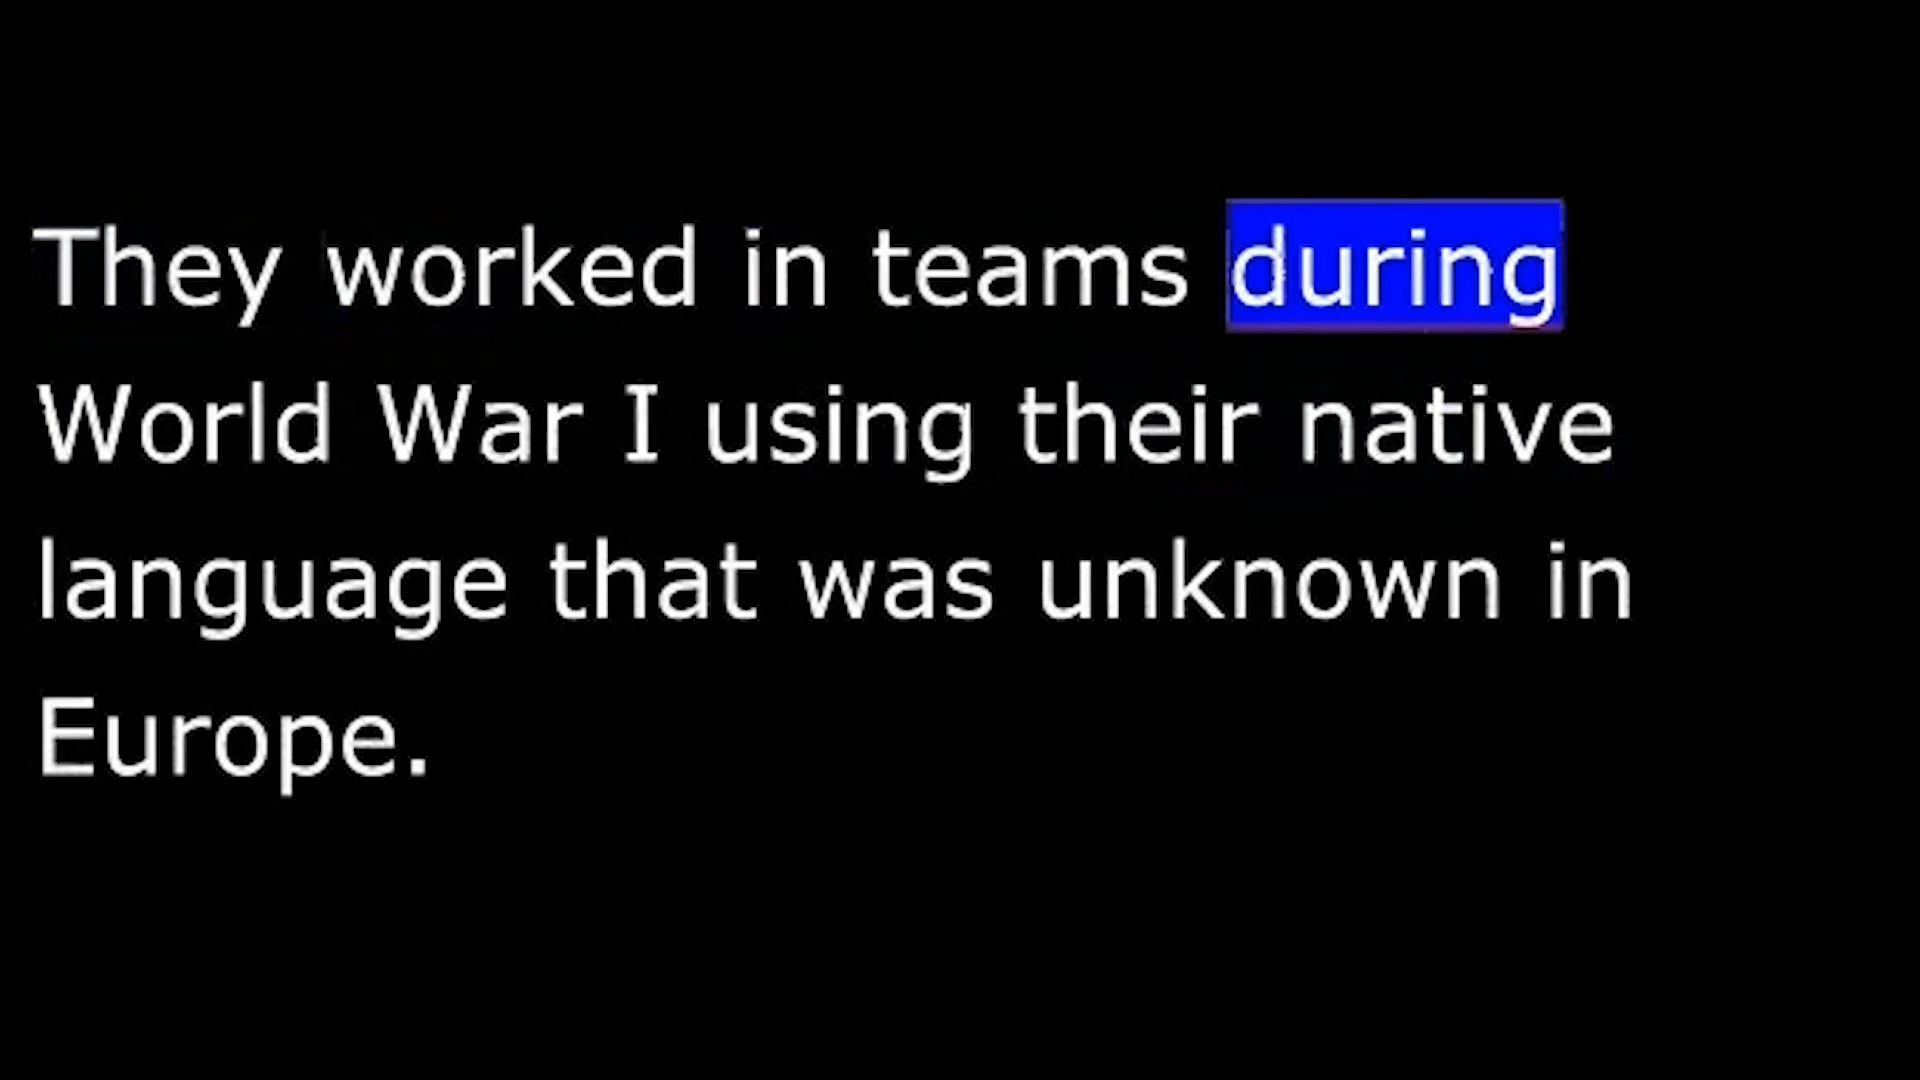 They worked in teams during
World War I using their native
language that was unknown in
Europe.